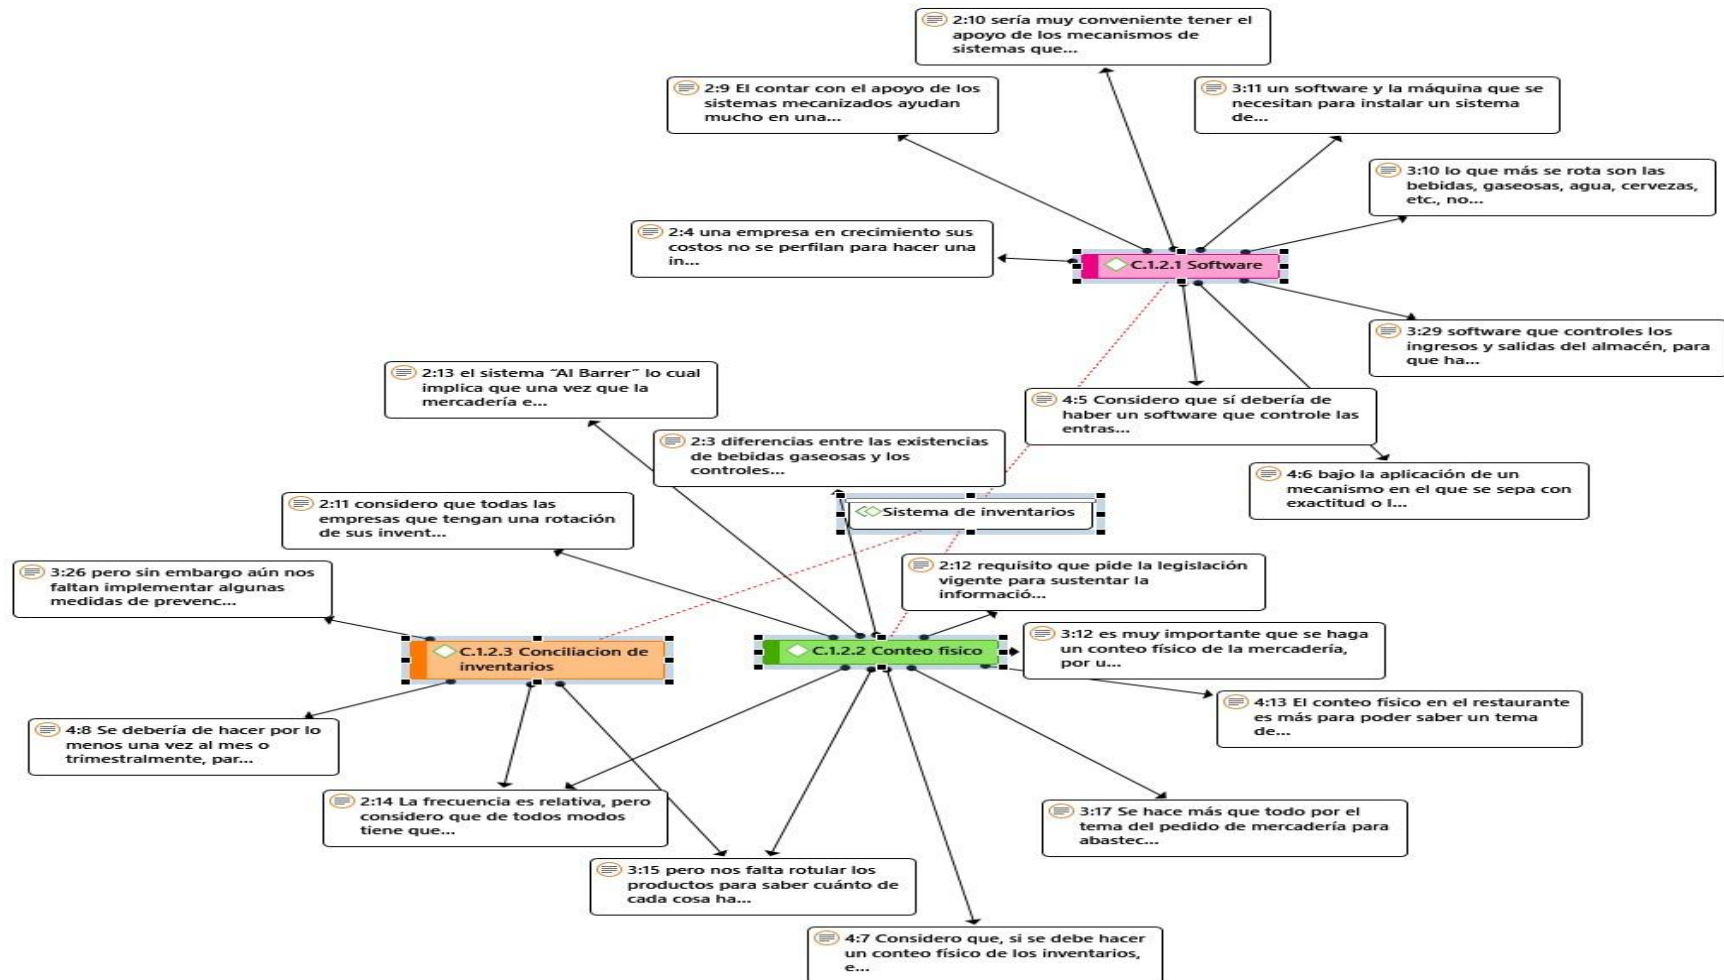 2:10 sería muy conveniente tener el
apoyo de los mecanismos de
sistemas que...
2:9 El contar con el apoyo de los
sistemas mecanizados ayudan
mucho en una...
3:11 un software y la máquina que se
necesitan para instalar un sistema
de...
3:10 lo que más se rota son las
bebidas, gaseosas, agua, cervezas,
etc., no...
2:4 una empresa en crecimiento sus
costos no se perfilan para hacer una
in...
C.1.2.1 Software
3:29 software que controles los
ingresos y salidas del almacén, para
que ha...
2:13 el sistema "Al Barrer" lo cual
implica que una vez que la
mercadería e...
4:5 Considero que sí debería de
haber un software que controle las
entras...
2:3 diferencias entre las existencias
de bebidas gaseosas y los
controles...
4:6 bajo la aplicación de un
mecanismo en el que se sepa con
exactitud o l...
2:11 considero que todas las
empresas que tengan una rotación
de sus invent...
Sistema de inventarios
3:26 pero sin embargo aún nos
faltan implementar algunas
medidas de prevenc...
2:12 requisito que pide la legislación
vigente para sustentar la
informació...
C.1.2.3 Conciliacion de
inventarios
C.1.2.2 Conteo fisico
3:12 es muy importante que se haga
un conteo físico de la mercadería,
por u...
4:13 El conteo físico en el restaurante
es más para poder saber un tema
de...
4:8 Se debería de hacer por lo
menos una vez al mes o
trimestralmente, par...
2:14 La frecuencia es relativa, pero
considero que de todos modos
tiene que...
3:17 Se hace más que todo por el
tema del pedido de mercadería para
abastec...
3:15 pero nos falta rotular los
productos para saber cuánto de
cada cosa ha...
4:7 Considero que, si se debe hacer
un conteo físico de los inventarios,
e...